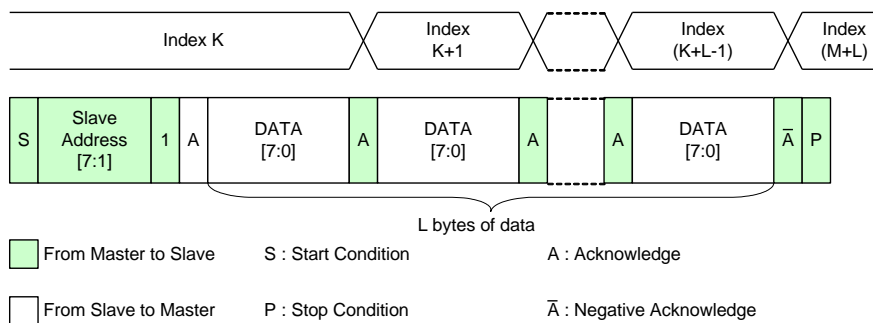 Index K
Index
K+1
Index
(K+L-1)
Index
(M+L)
S
Slave
Address
[7:1]
1
A
DATA
[7:0]
A
DATA
[7:0]
A
A
DATA
[7:0]
A̅
P
L bytes of data
From Master to Slave
S : Start Condition
A : Acknowledge
From Slave to Master
P : Stop Condition
A̅ : Negative Acknowledge